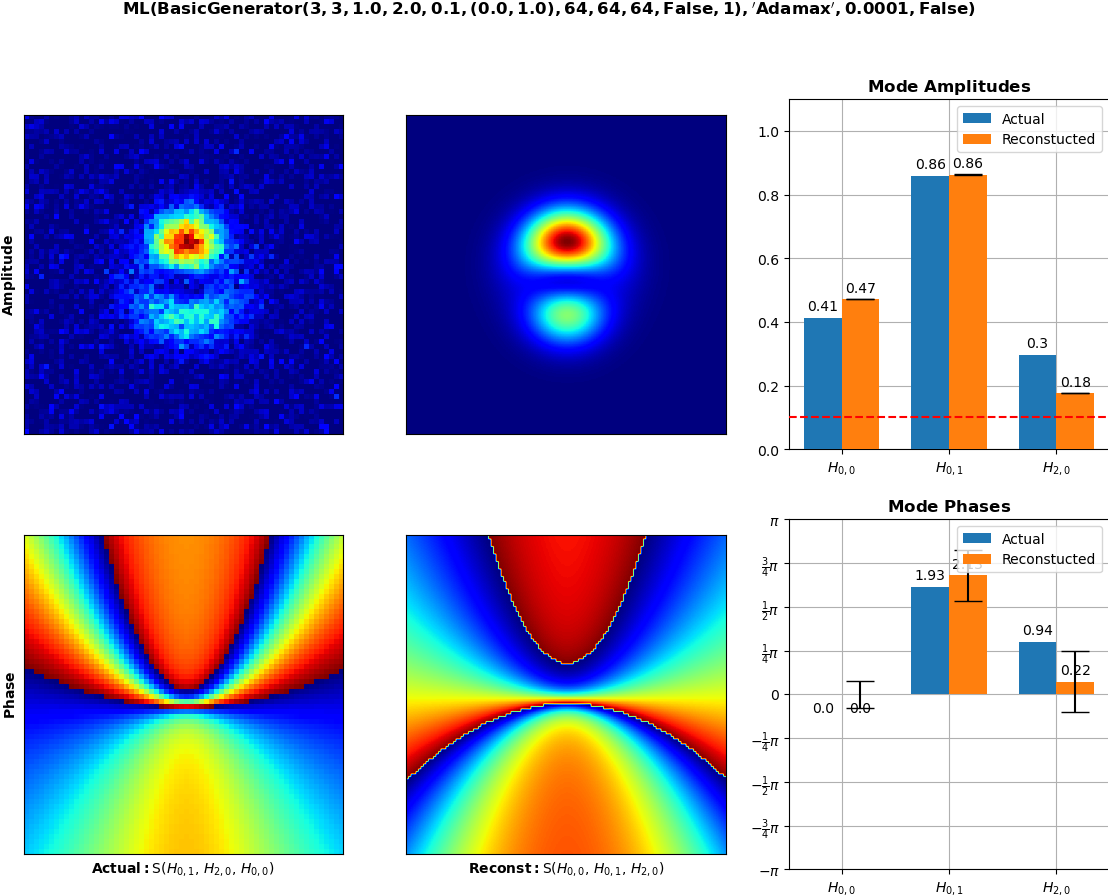 ML(BasicGenerator(3, 3, 1.0, 2.0, 0.1, (0.0, 1.0), 64, 64, 64, False, 1), ′Adamax′, 0.0001, False)
Amplitude
Mode Amplitudes
Actual
Reconstucted
1.0
0.8
0.6
0.4
0.2
0.0
0.41
0.47
0.86
0.86
0.3
0.18
H₀,₀
H₀,₁
H₂,₀
Phase
Actual: S(H₀,₁, H₂,₀, H₀,₀)
Reconst: S(H₀,₀, H₀,₁, H₂,₀)
Mode Phases
Actual
Reconstucted
π
3/4π
1/2π
1/4π
0
−1/4π
−1/2π
−3/4π
−π
0.0
0.0
1.93
0.94
0.22
H₀,₀
H₀,₁
H₂,₀